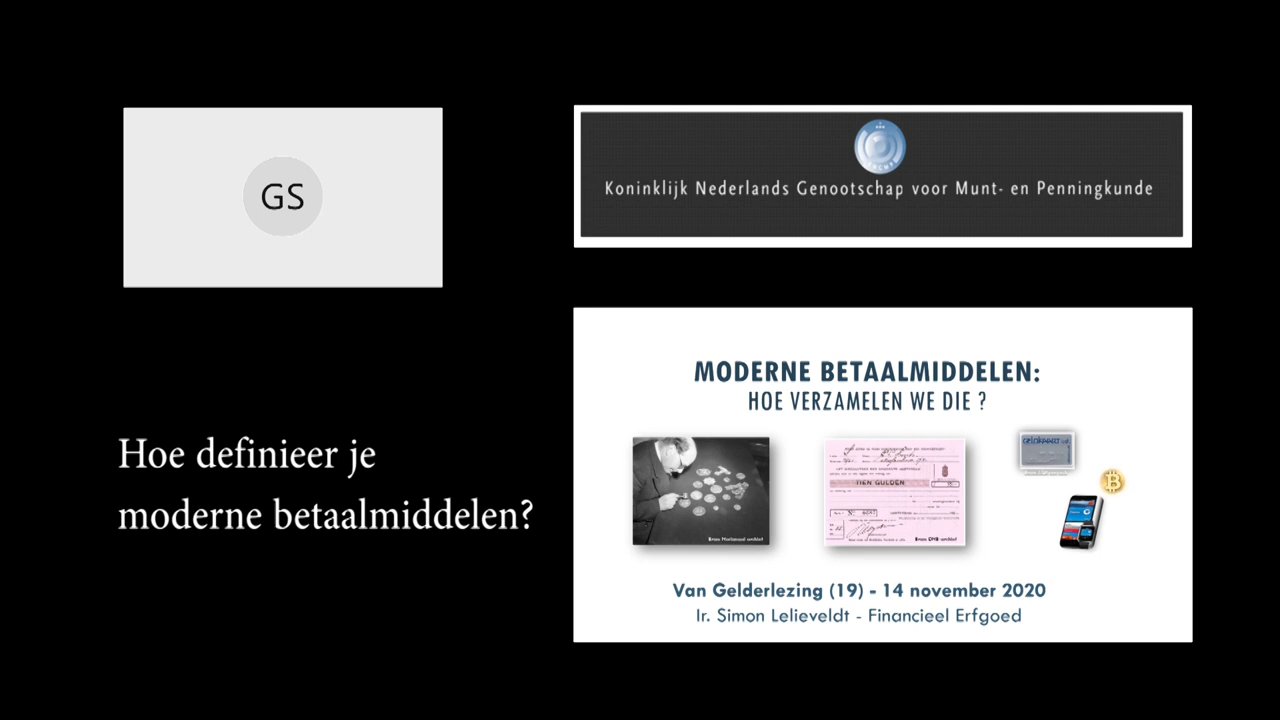 GS
Koninklijk Nederlands Genootschap voor Munt- en Penningkunde
Hoe definieer je
moderne betaalmiddelen?
MODERNE BETAALMIDDELEN:
HOE VERZAMELEN WE DIE ?
TIEN GULDEN
Van Gelderlezing (19) - 14 november 2020
Ir. Simon Lelieveldt - Financieel Erfgoed